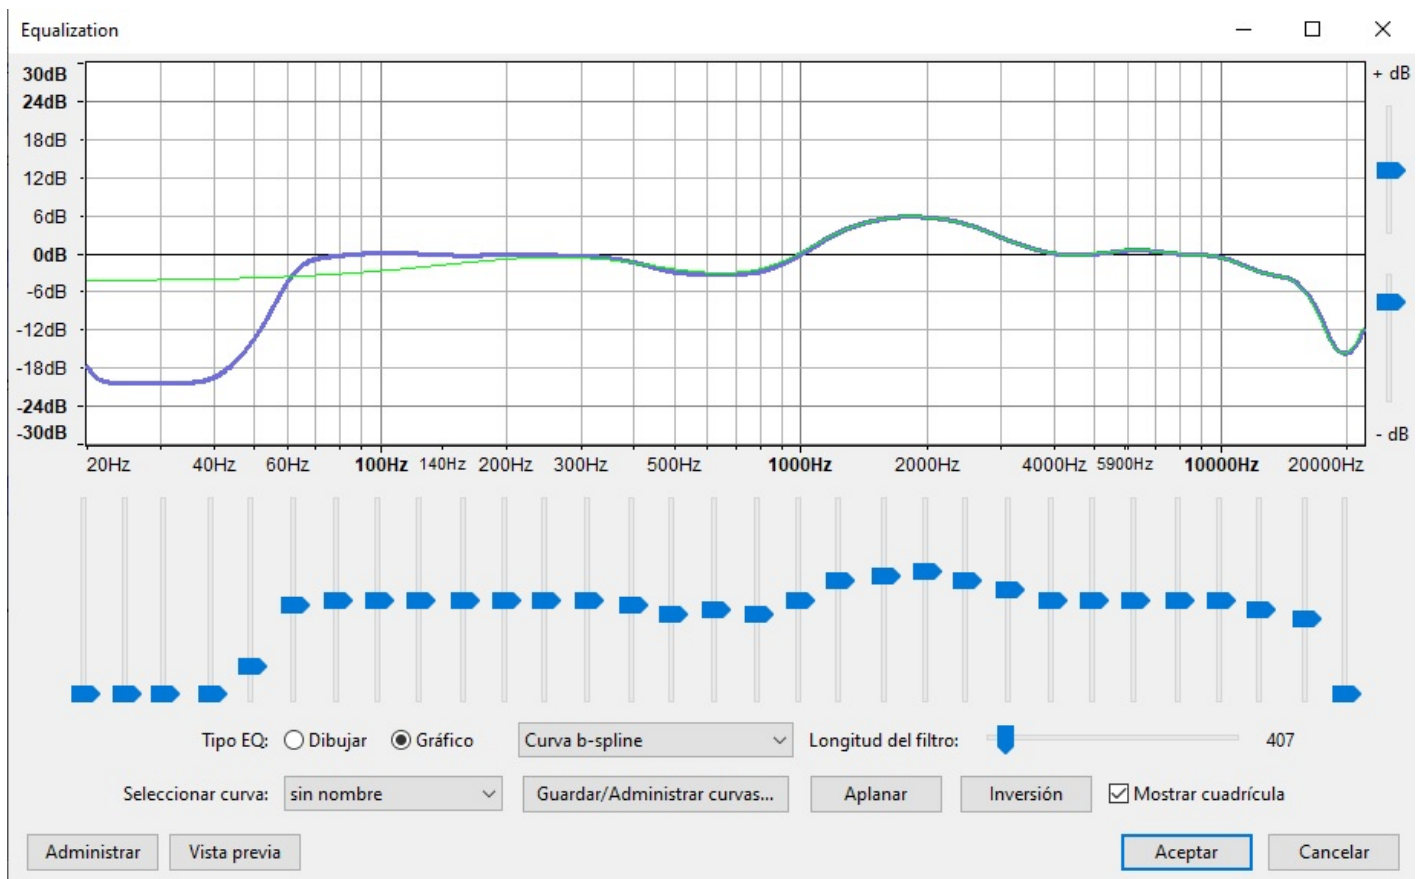 Equalization
30dB
24dB
18dB
12dB
6dB
0dB
-6dB
-12dB
-18dB
-24dB
-30dB
+ dB
- dB
20Hz 40Hz 60Hz 100Hz 140Hz 200Hz 300Hz 500Hz 1000Hz 2000Hz 4000Hz 5900Hz 10000Hz 20000Hz
Tipo EQ: Dibujar Gráfico Curva b-spline Longitud del filtro: 407
Seleccionar curva: sin nombre Guardar/Administrar curvas... Aplanar Inversión Mostrar cuadrícula
Administrar Vista previa Aceptar Cancelar